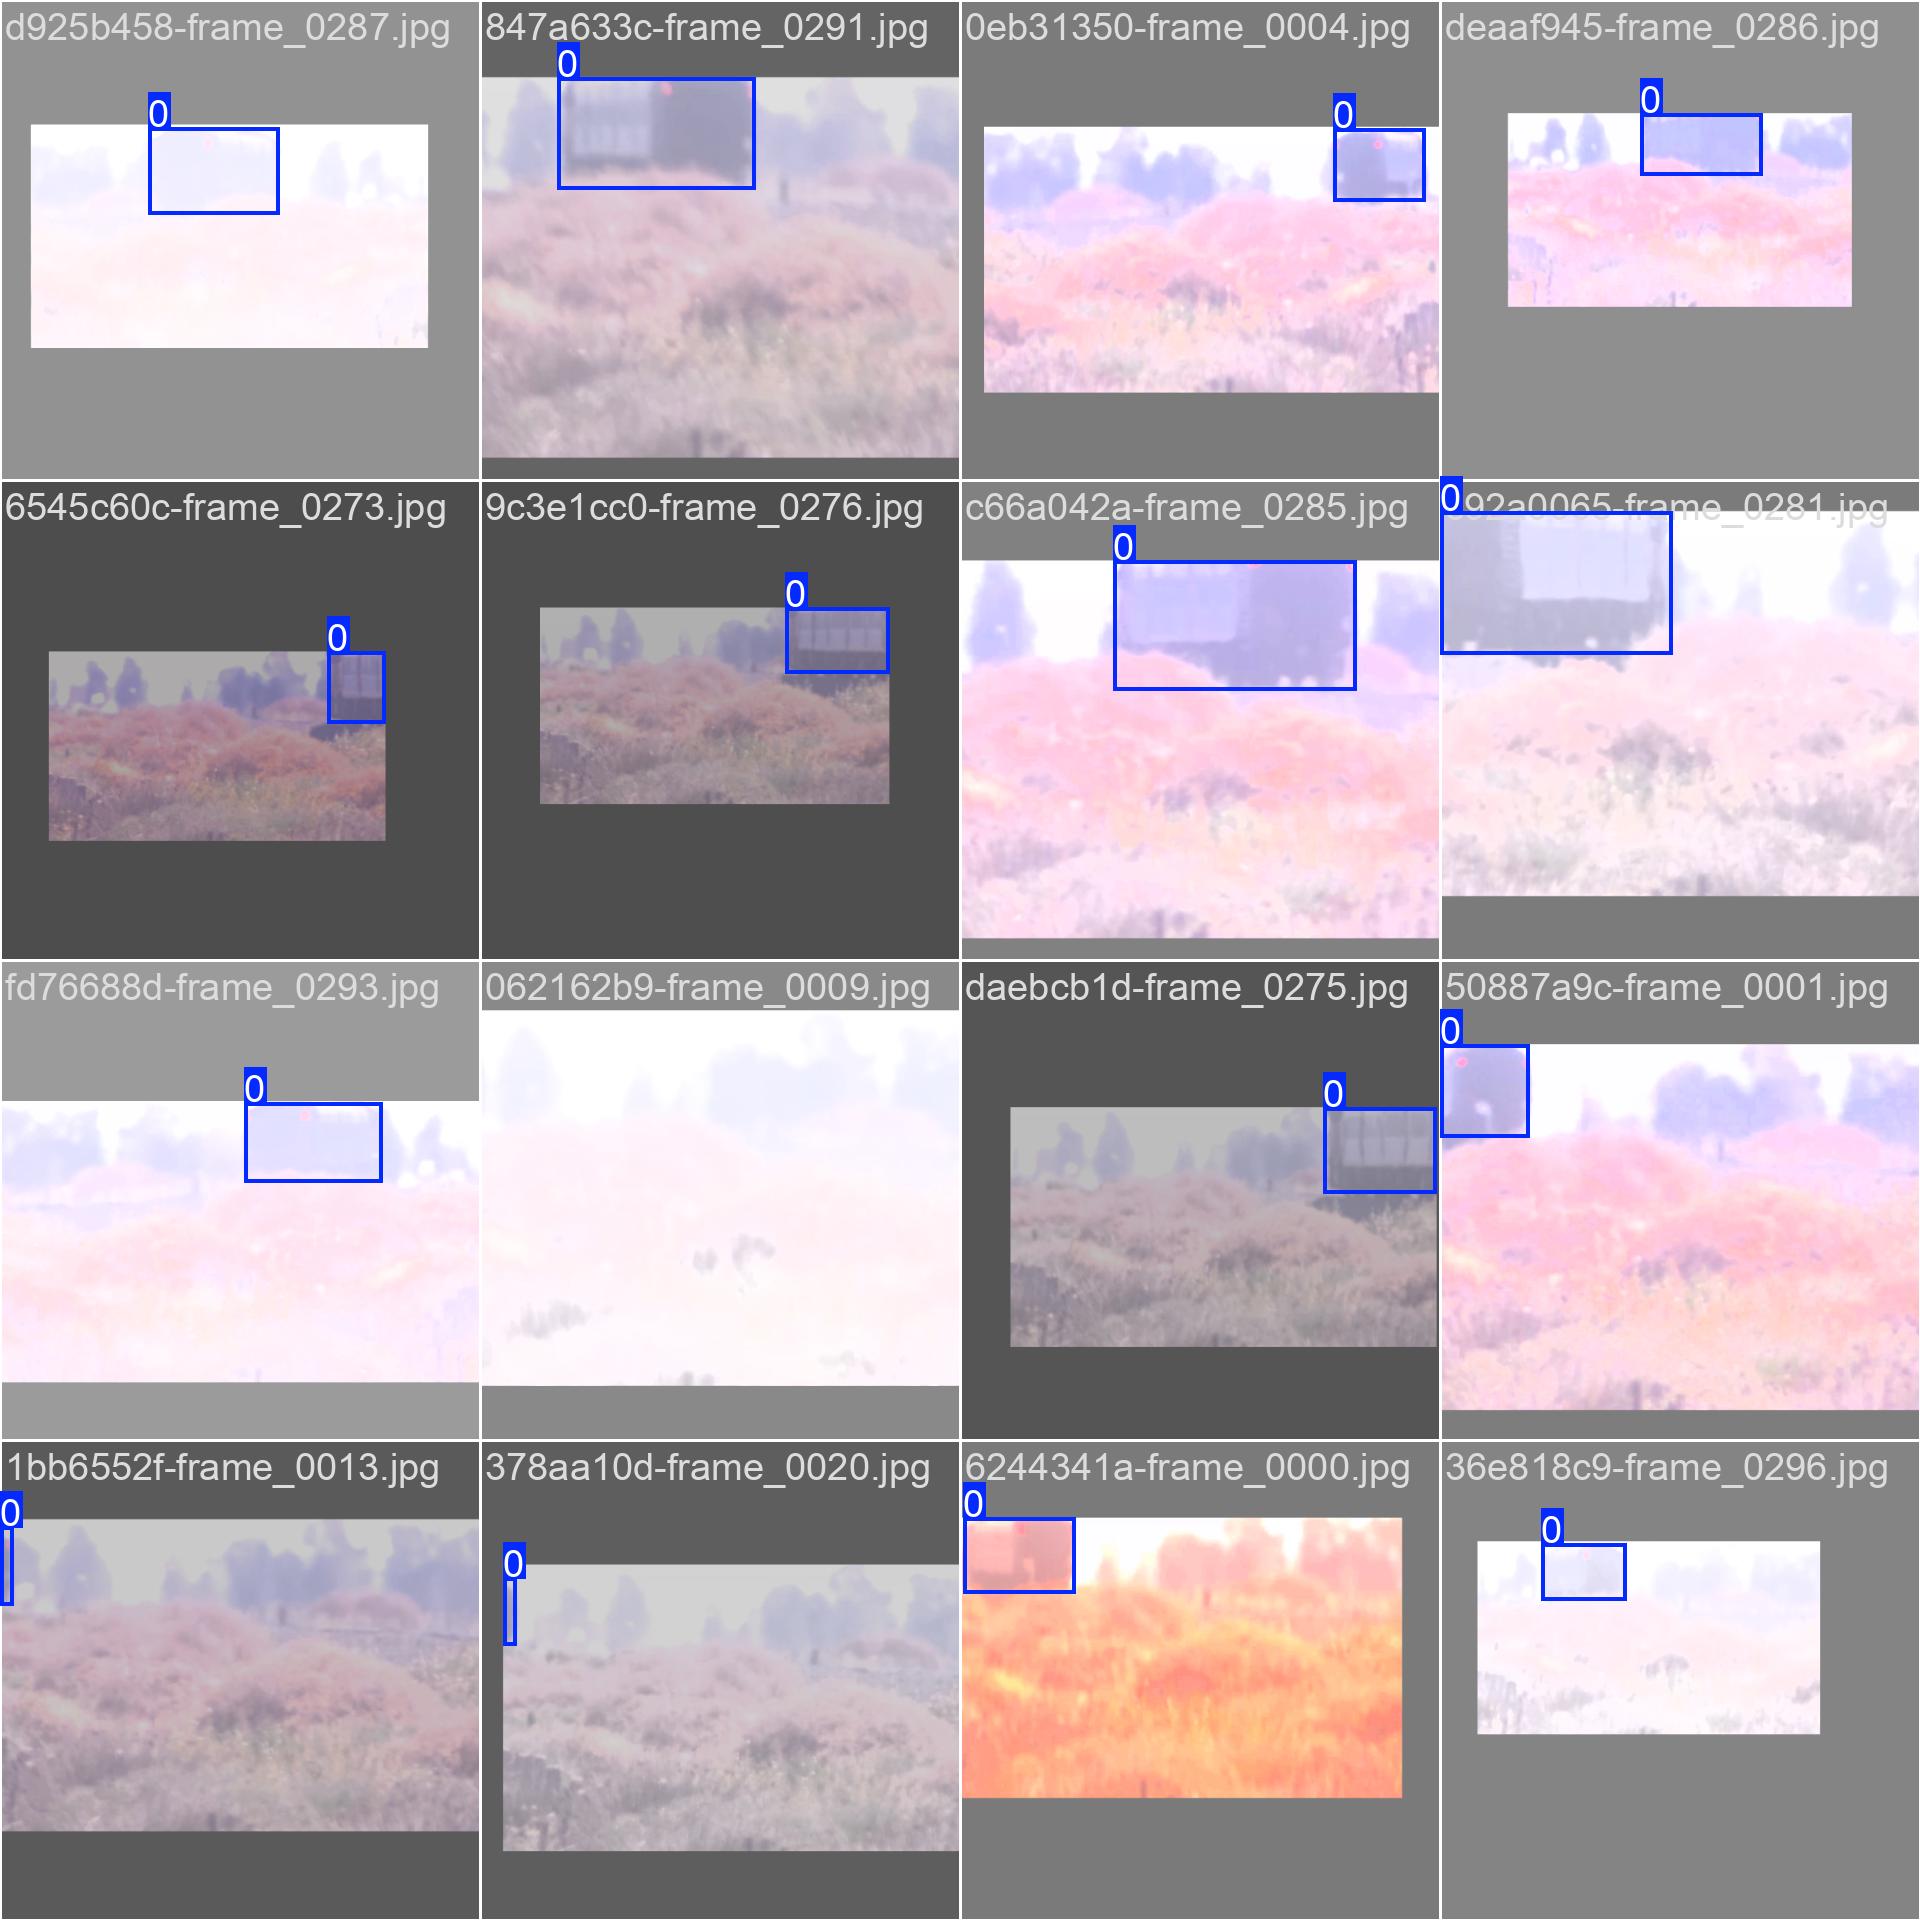 d925b458-frame_0287.jpg
0
847a633c-frame_0291.jpg
0
0eb31350-frame_0004.jpg
0
deaaf945-frame_0286.jpg
0
6545c60c-frame_0273.jpg
0
9c3e1cc0-frame_0276.jpg
0
c66a042a-frame_0285.jpg
0
92a0065-frame_0281.jpg
0
fd76688d-frame_0293.jpg
0
062162b9-frame_0009.jpg
daebcb1d-frame_0275.jpg
0
50887a9c-frame_0001.jpg
0
1bb6552f-frame_0013.jpg
0
378aa10d-frame_0020.jpg
0
6244341a-frame_0000.jpg
0
36e818c9-frame_0296.jpg
0